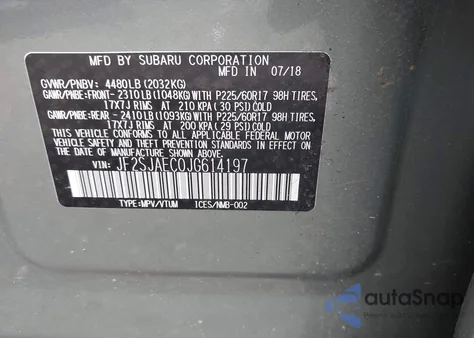 MFD BY SUBARU CORPORATION
MFD IN 07/18
GVWR/PNBV: 4480LB (2032KG)
GAWR/PNBE:FRONT- 2310LB(1048KG)WITH P225/60R17 98H TIRES,
17X7J RIMS AT 210 KPA (30 PSI) COLD
GAWR/PNBE:REAR - 2410LB(1093KG)WITH P225/60R17 98H TIRES,
17X7J RIMS AT 200 KPA (29 PSI) COLD
THIS VEHICLE CONFORMS TO ALL APPLICABLE FEDERAL MOTOR
VEHICLE SAFETY, BUMPER, AND THEFT PREVENTION STANDARDS IN
EFFECT ON THE DATE OF MANUFACTURE SHOWN ABOVE.
VIN: JF2SJAEC0JG614197
TYPE:MPV/VTUM ICES/NMB-002
autoSnap